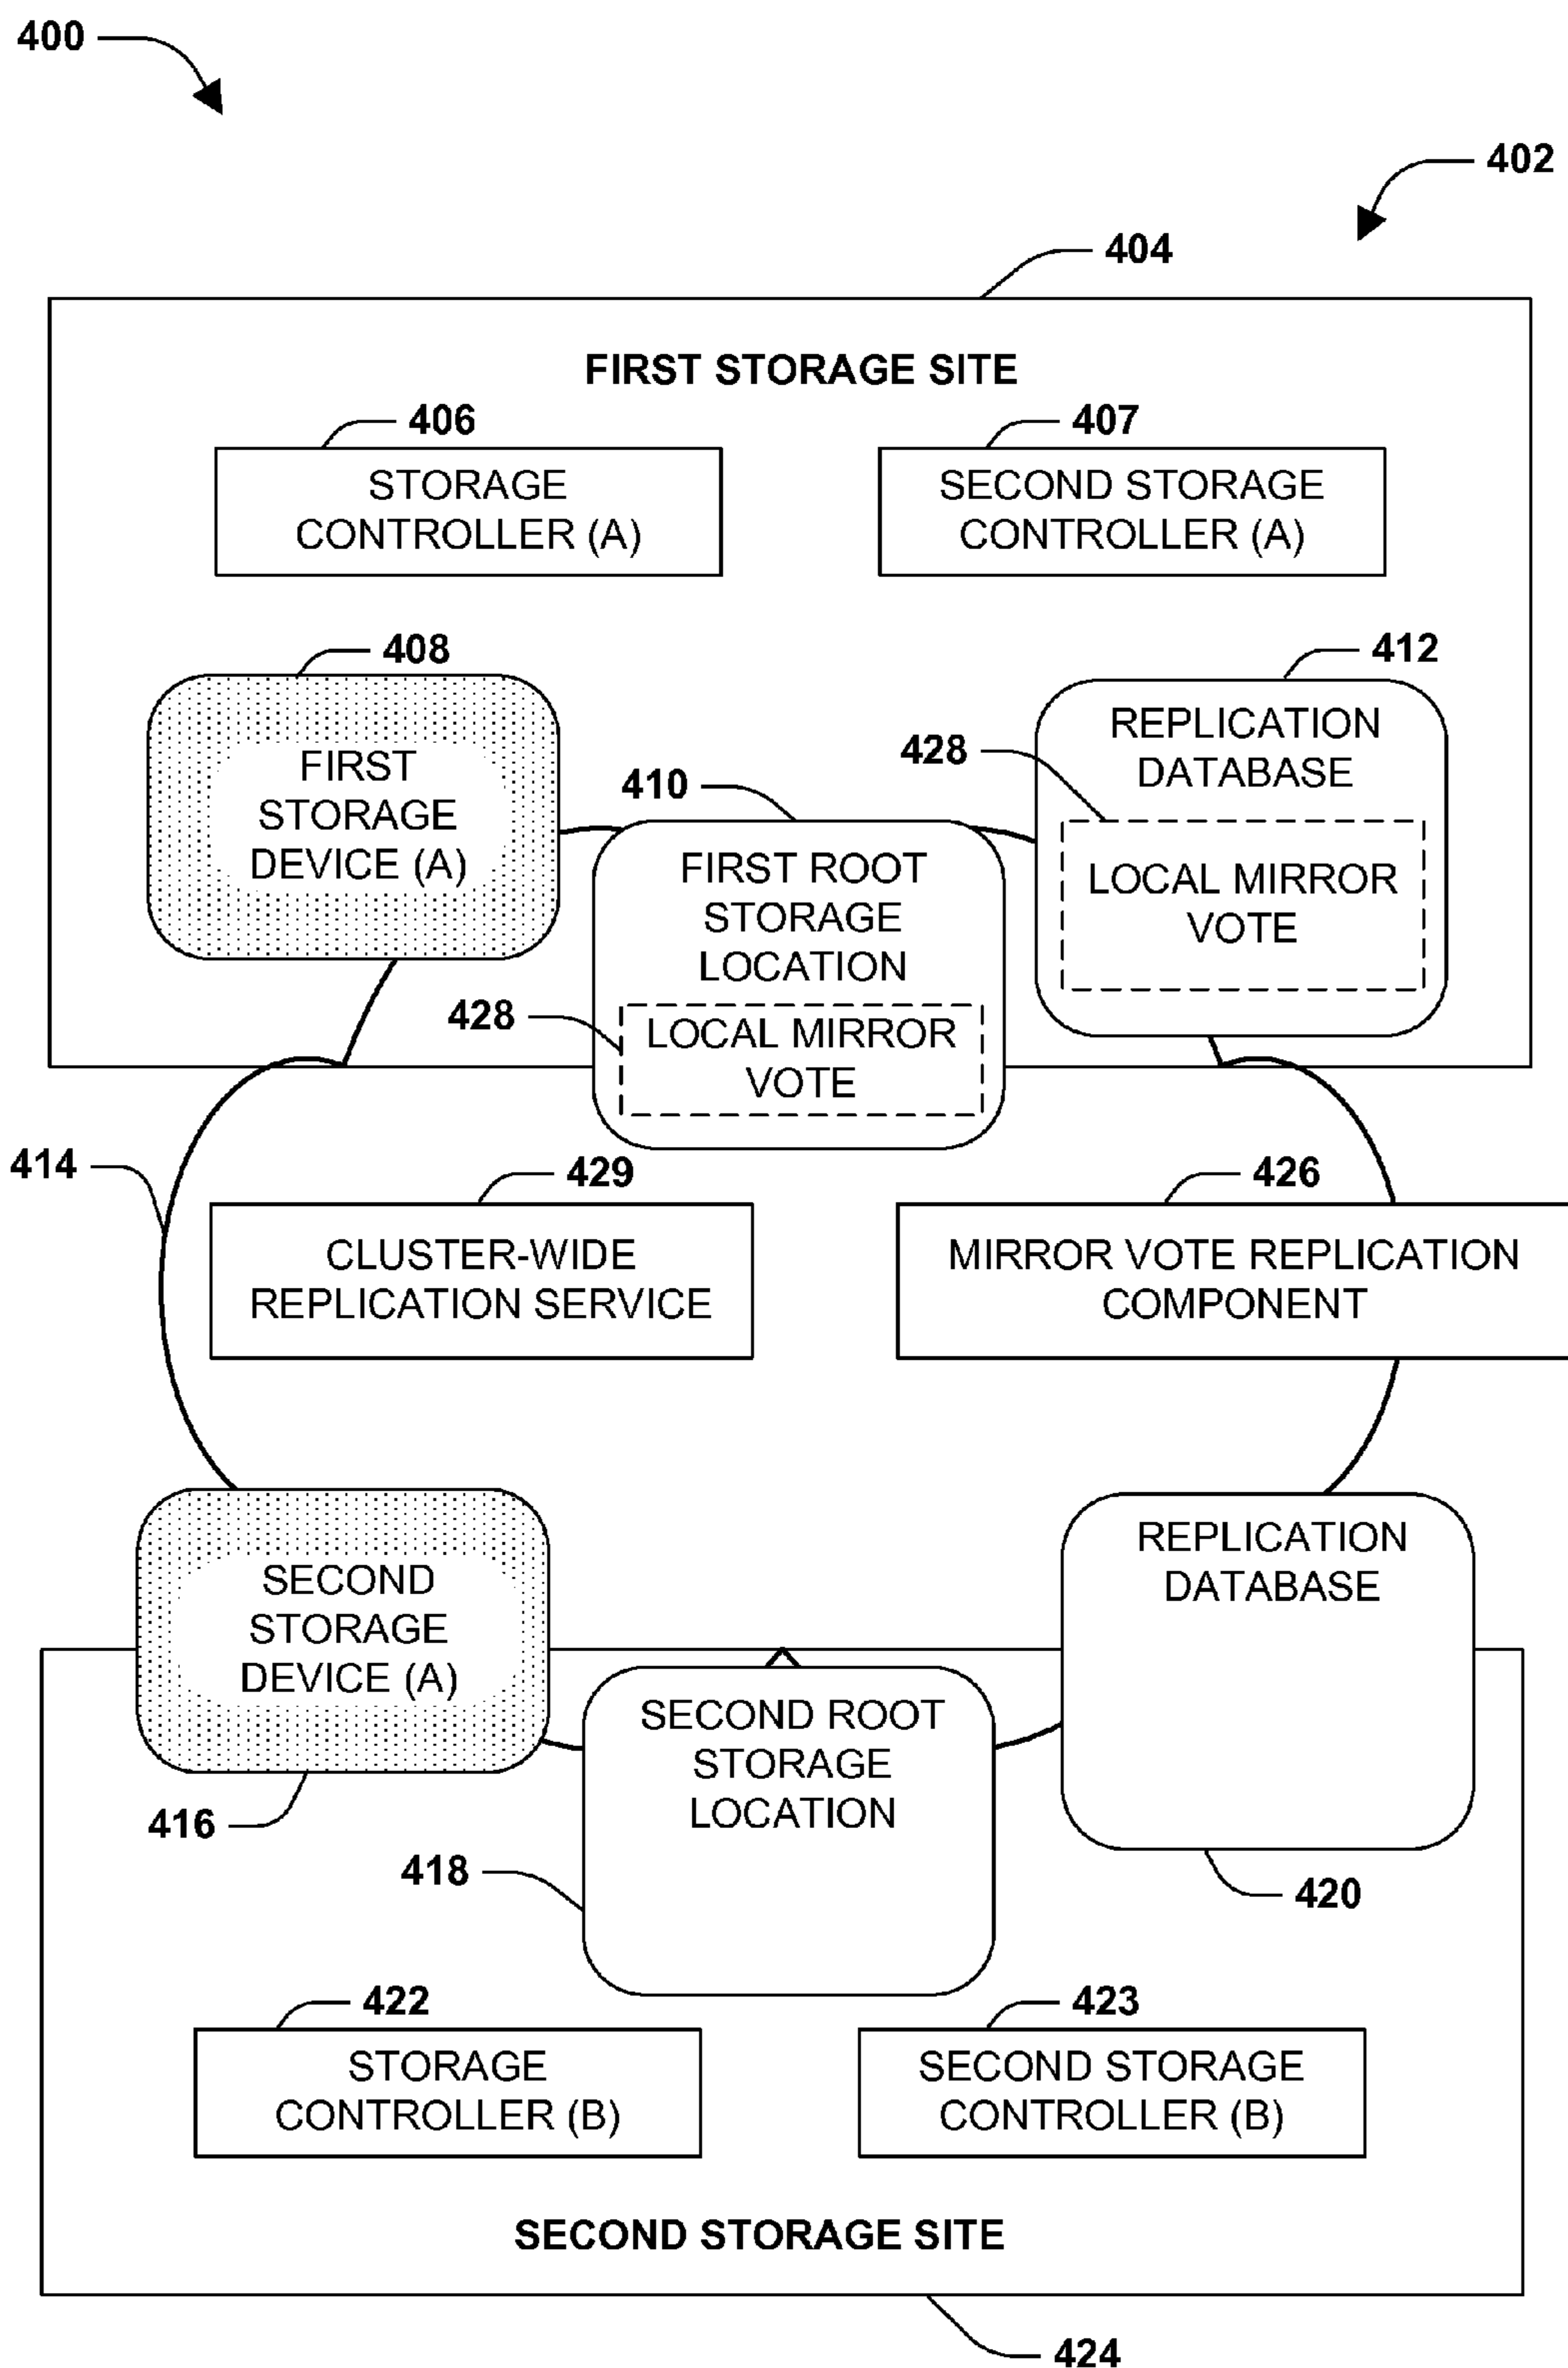 400
402
404
FIRST STORAGE SITE
406
407
STORAGE
CONTROLLER (A)
SECOND STORAGE
CONTROLLER (A)
408
412
FIRST
STORAGE
DEVICE (A)
410
428
REPLICATION
DATABASE
LOCAL MIRROR
VOTE
FIRST ROOT
STORAGE
LOCATION
428
LOCAL MIRROR
VOTE
414
429
426
CLUSTER-WIDE
REPLICATION SERVICE
MIRROR VOTE REPLICATION
COMPONENT
SECOND
STORAGE
DEVICE (A)
416
REPLICATION
DATABASE
420
SECOND ROOT
STORAGE
LOCATION
418
422
423
STORAGE
CONTROLLER (B)
SECOND STORAGE
CONTROLLER (B)
SECOND STORAGE SITE
424